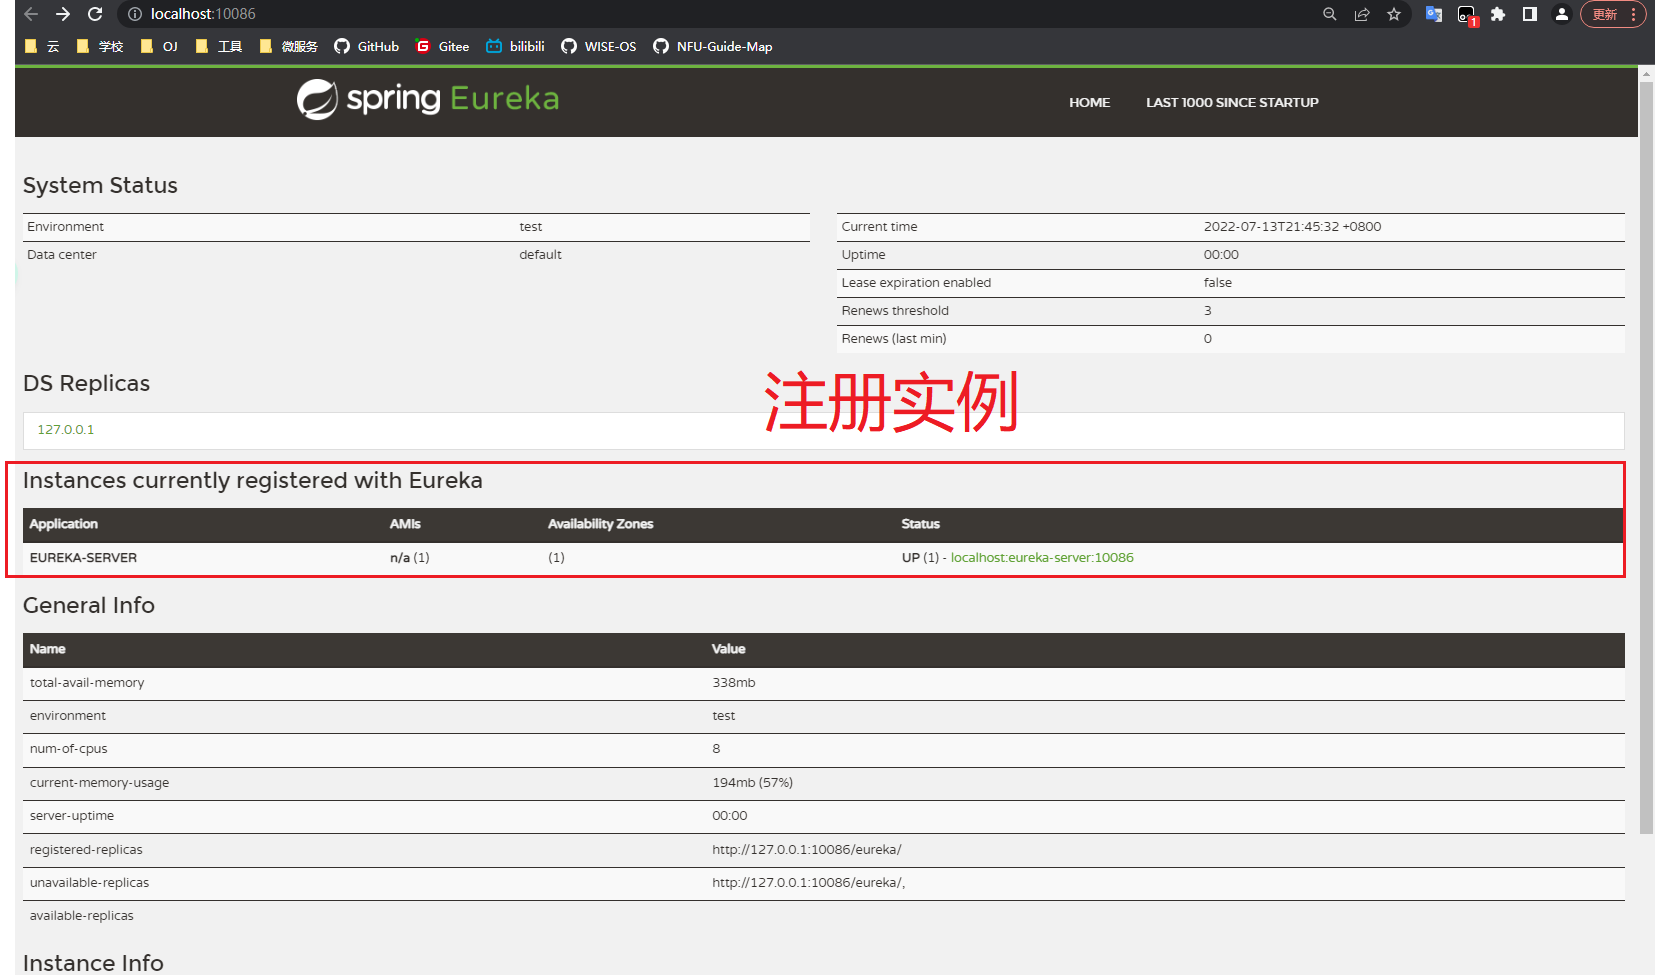 localhost:10086
更新
云 学校 OJ 工具 微服务 GitHub Gitee bilibili WISE-OS NFU-Guide-Map
spring Eureka
HOME LAST 1000 SINCE STARTUP
System Status
Environment test
Data center default
Current time 2022-07-13T21:45:32 +0800
Uptime 00:00
Lease expiration enabled false
Renews threshold 3
Renews (last min) 0
DS Replicas
注册实例
127.0.0.1
Instances currently registered with Eureka
Application AMIs Availability Zones Status
EUREKA-SERVER n/a (1) (1) UP (1) - localhost:eureka-server:10086
General Info
Name Value
total-avail-memory 338mb
environment test
num-of-cpus 8
current-memory-usage 194mb (57%)
server-uptime 00:00
registered-replicas http://127.0.0.1:10086/eureka/
unavailable-replicas http://127.0.0.1:10086/eureka/,
available-replicas
Instance Info